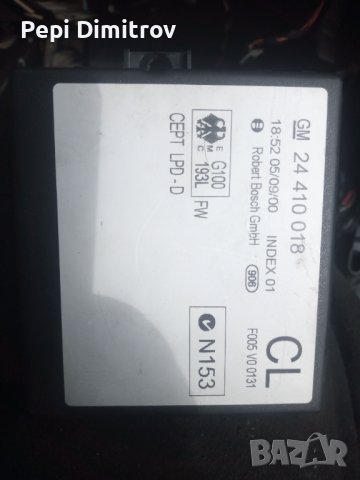 Pepi Dimitrov
GM 24 410 018
CL
18:52 05/09/00 INDEX 01
F005 V0 0131
Robert Bosch GmbH 906
E
M
C
G100
193L
FW
N153
CEPT LPD-D
BAZAR